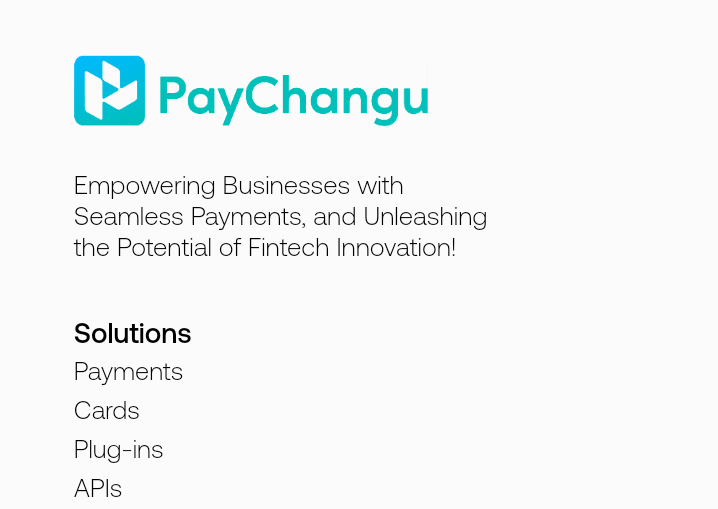 PayChangu
Empowering Businesses with
Seamless Payments, and Unleashing
the Potential of Fintech Innovation!
Solutions
Payments
Cards
Plug-ins
APIs